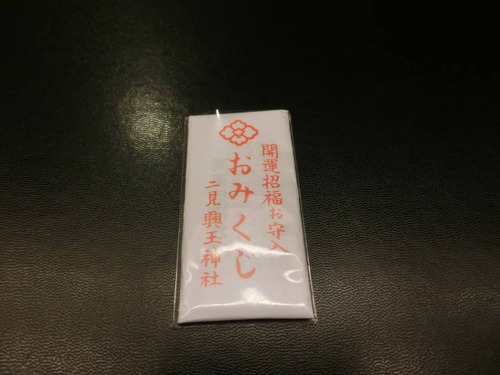 開運招福お守入
おみくじ
二見興玉神社